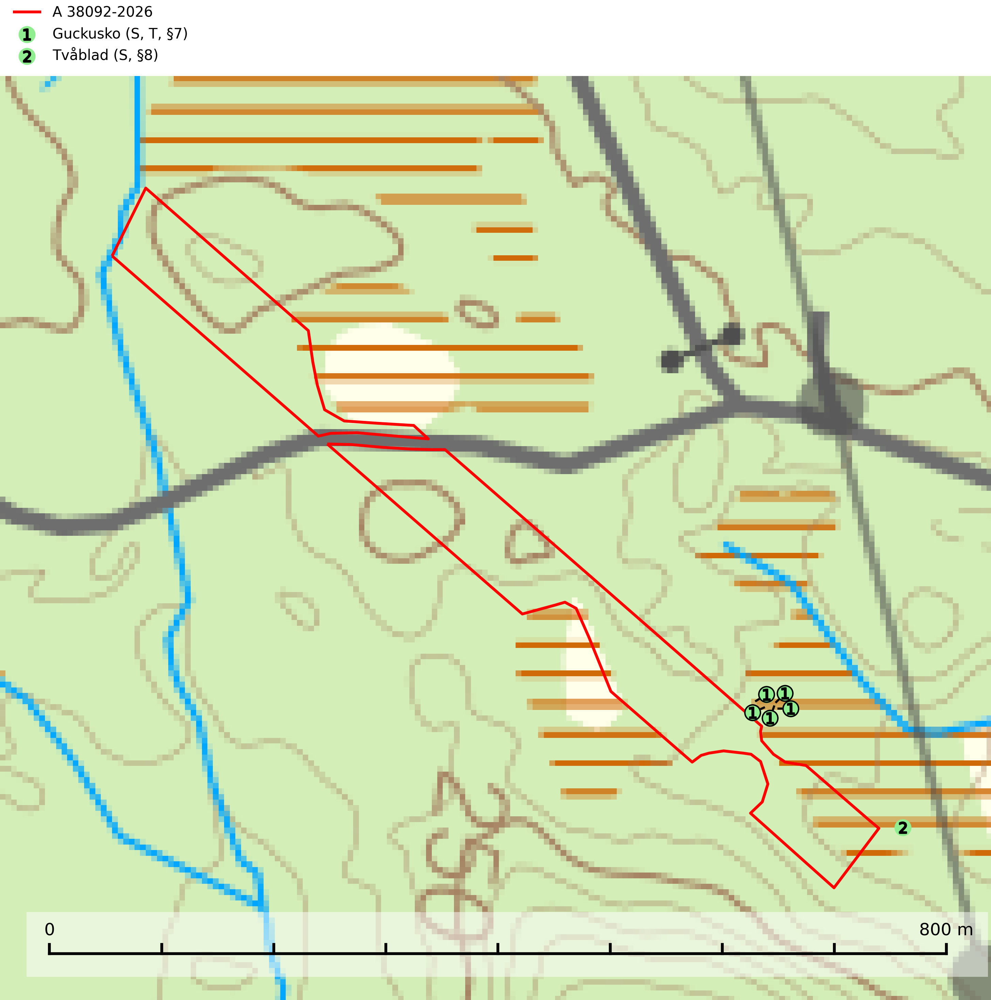 A 38092-2026
1 Guckusko (S, T, §7)
2 Tvåblad (S, §8)
1 1
1 1
1
2
0 800 m